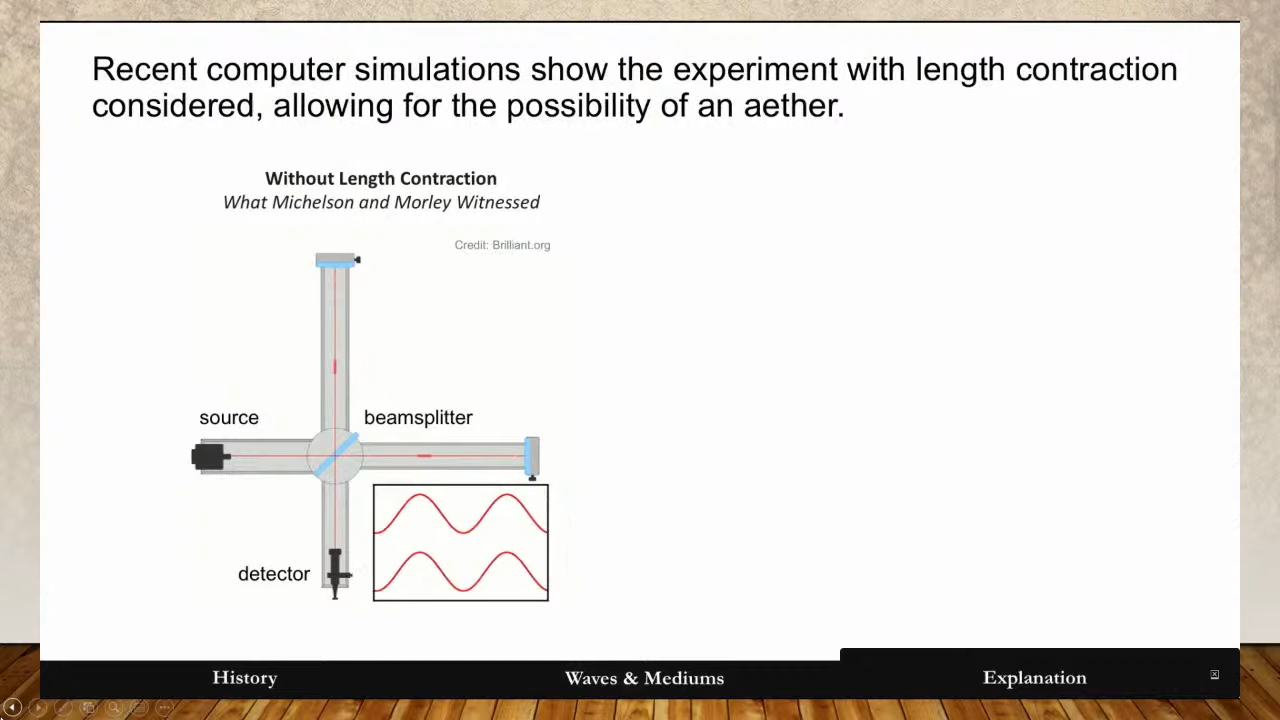 Recent computer simulations show the experiment with length contraction
considered, allowing for the possibility of an aether.
Without Length Contraction
What Michelson and Morley Witnessed
Credit: Brilliant.org
source
beamsplitter
detector
History
Waves & Mediums
Explanation